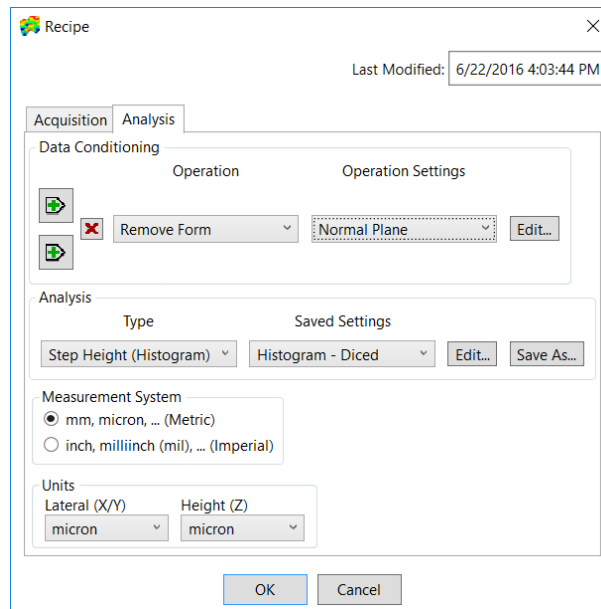 Recipe
Last Modified: 6/22/2016 4:03:44 PM
Acquisition Analysis
Data Conditioning
Operation Operation Settings
Remove Form Normal Plane Edit...
Analysis
Type Saved Settings
Step Height (Histogram) Histogram - Diced Edit... Save As...
Measurement System
mm, micron, ... (Metric)
inch, milliinch (mil), ... (Imperial)
Units
Lateral (X/Y) Height (Z)
micron micron
OK Cancel